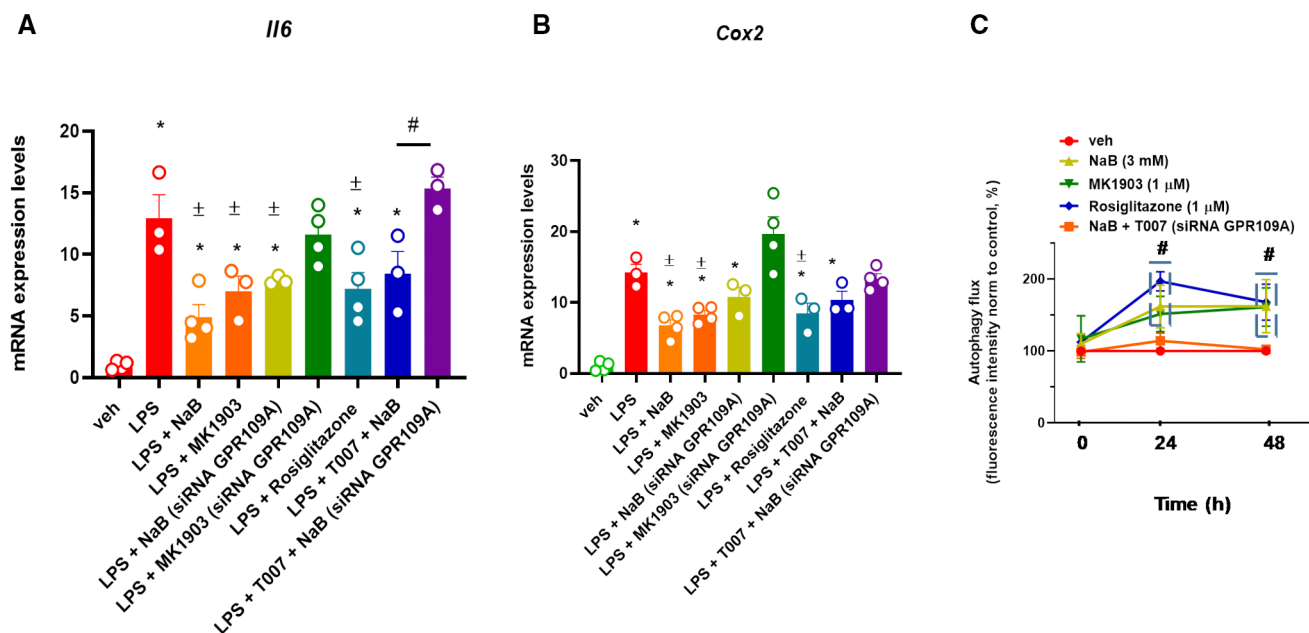 A
Il6
mRNA expression levels
20
15
10
5
0
*
±
*
±
*
±
*
±
*
*
#
veh
LPS
LPS + NaB
LPS + MK1903
LPS + NaB (siRNA GPR109A)
LPS + MK1903 (siRNA GPR109A)
LPS + Rosiglitazone
LPS + T007 + NaB
LPS + T007 + NaB (siRNA GPR109A)
B
Cox2
mRNA expression levels
30
20
10
0
*
±
*
±
*
*
±
*
*
veh
LPS
LPS + NaB
LPS + MK1903
LPS + NaB (siRNA GPR109A)
LPS + MK1903 (siRNA GPR109A)
LPS + Rosiglitazone
LPS + T007 + NaB
LPS + T007 + NaB (siRNA GPR109A)
C
veh
NaB (3 mM)
MK1903 (1 μM)
Rosiglitazone (1 μM)
NaB + T007 (siRNA GPR109A)
Autophagy flux
(fluorescence intensity norm to control, %)
200
100
0
# #
0 24 48
Time (h)